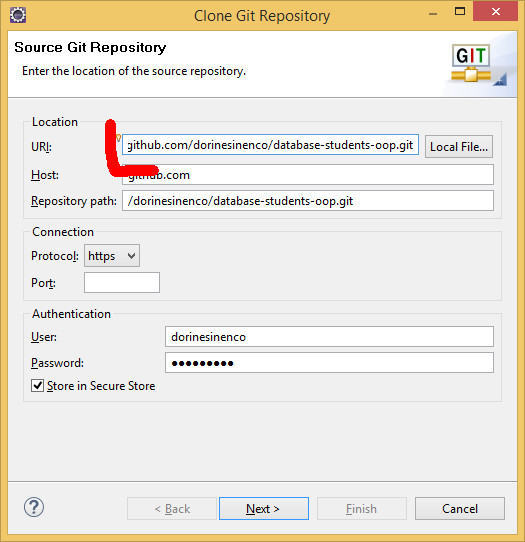 Clone Git Repository
Source Git Repository
Enter the location of the source repository.
GIT
Location
URI: github.com/dorinesinenco/database-students-oop.git Local File...
Host: github.com
Repository path: /dorinesinenco/database-students-oop.git
Connection
Protocol: https
Port:
Authentication
User: dorinesinenco
Password: ●●●●●●●●●
Store in Secure Store
? < Back Next > Finish Cancel